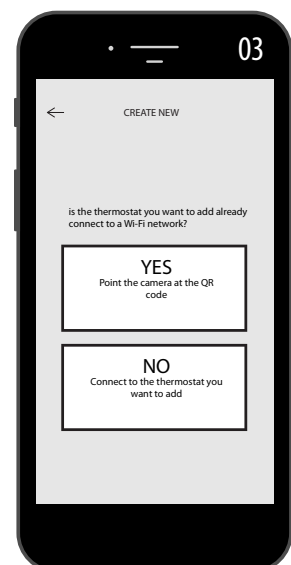 03
CREATE NEW
is the thermostat you want to add already
connect to a Wi-Fi network?
YES
Point the camera at the QR
code
NO
Connect to the thermostat you
want to add